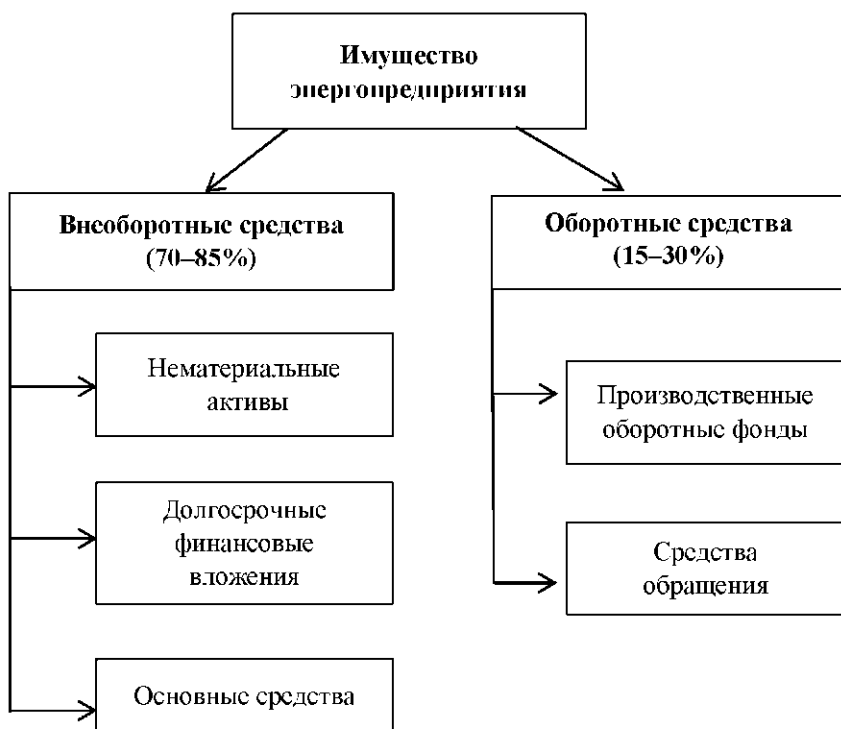 Имущество
энергопредприятия
Внеоборотные средства
(70–85%)
Нематериальные
активы
Долгосрочные
финансовые
вложения
Основные средства
Оборотные средства
(15–30%)
Производственные
оборотные фонды
Средства
обращения